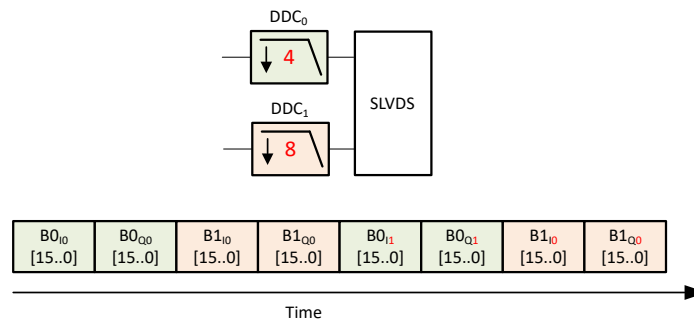 DDC0
4
SLVDS
DDC1
8
B0I0 B0Q0 B1I0 B1Q0 B0I1 B0Q1 B1I0 B1Q0
[15..0] [15..0] [15..0] [15..0] [15..0] [15..0] [15..0] [15..0]
Time